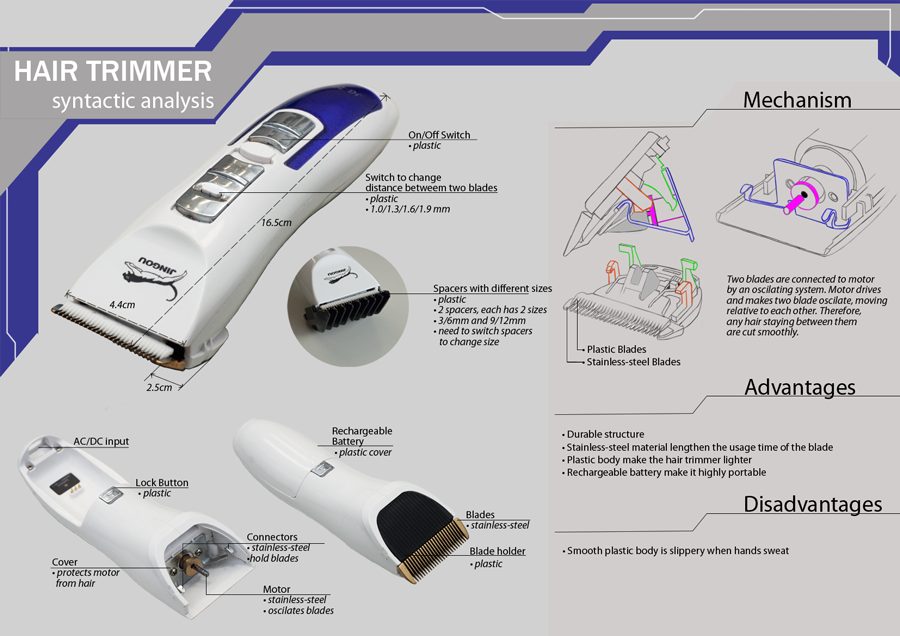 HAIR TRIMMER
syntactic analysis
On/Off Switch
• plastic
Switch to change
distance betweem two blades
• plastic
• 1.0/1.3/1.6/1.9 mm
16.5cm
JINGOU
4.4cm
2.5cm
JINGOU
Spacers with different sizes
• plastic
• 2 spacers, each has 2 sizes
• 3/6mm and 9/12mm
• need to switch spacers
to change size
AC/DC input
Lock Button
• plastic
Connectors
• stainless-steel
•hold blades
Cover
• protects motor
from hair
Motor
• stainless-steel
• oscilates blades
Rechargeable
Battery
• plastic cover
Blades
• stainless-steel
Blade holder
• plastic
Mechanism
Two blades are connected to motor
by an oscilating system. Motor drives
and makes two blade oscilate, moving
relative to each other. Therefore,
any hair staying between them
are cut smoothly.
Plastic Blades
Stainless-steel Blades
Advantages
• Durable structure
• Stainless-steel material lengthen the usage time of the blade
• Plastic body make the hair trimmer lighter
• Rechargeable battery make it highly portable
Disadvantages
• Smooth plastic body is slippery when hands sweat